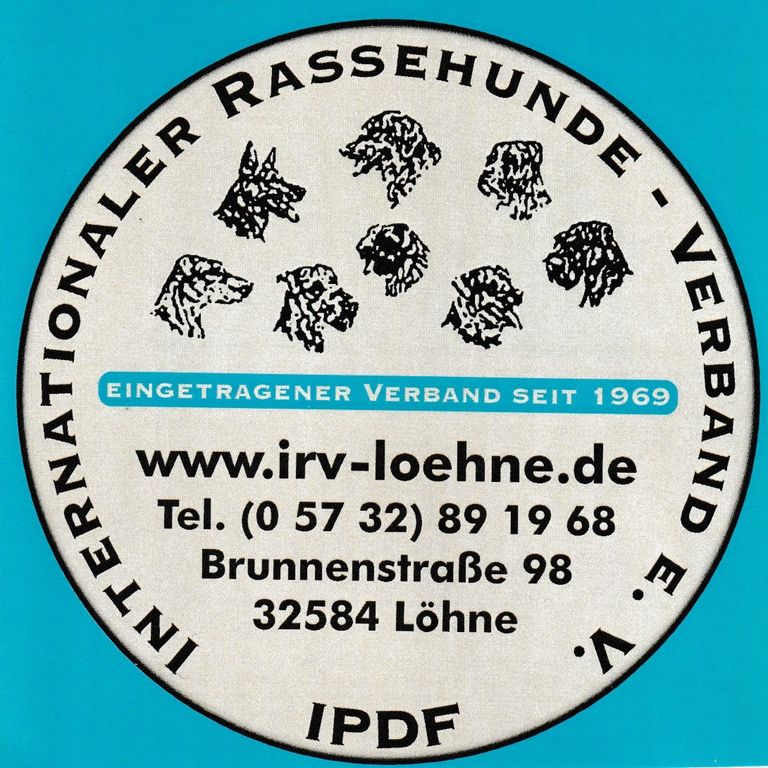 INTERNATIONALER RASSEHUNDE - VERBAND E. V.
EINGETRAGENER VERBAND SEIT 1969
www.irv-loehne.de
Tel. (0 57 32) 89 19 68
Brunnenstraße 98
32584 Löhne
IPDF